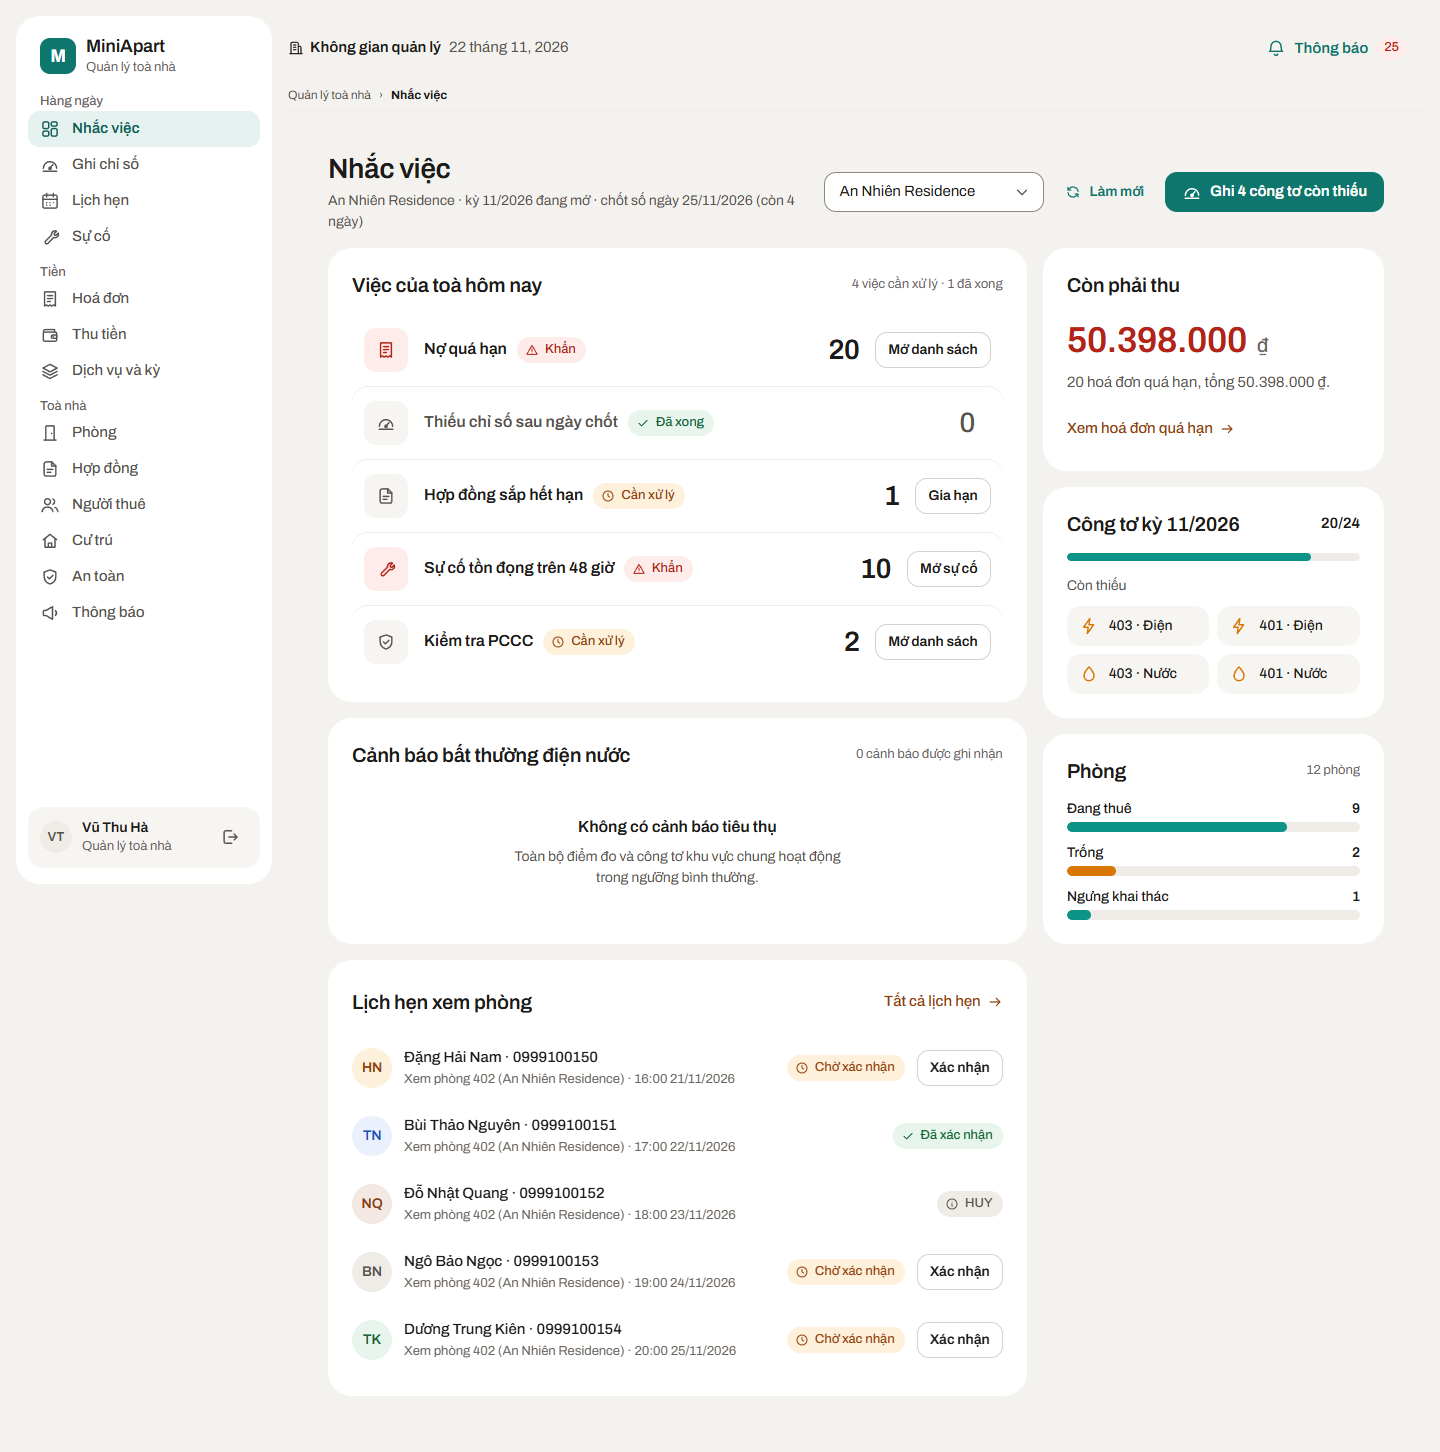 M
MiniApart
Quản lý toà nhà
Hàng ngày
Nhắc việc
Ghi chỉ số
Lịch hẹn
Sự cố
Tiền
Hoá đơn
Thu tiền
Dịch vụ và kỳ
Toà nhà
Phòng
Hợp đồng
Người thuê
Cư trú
An toàn
Thông báo
VT
Vũ Thu Hà
Quản lý toà nhà
Không gian quản lý 22 tháng 11, 2026
Thông báo 25
Quản lý toà nhà › Nhắc việc
Nhắc việc
An Nhiên Residence · kỳ 11/2026 đang mở · chốt số ngày 25/11/2026 (còn 4
ngày)
An Nhiên Residence
Làm mới
Ghi 4 công tơ còn thiếu
Việc của toà hôm nay
4 việc cần xử lý · 1 đã xong
Nợ quá hạn Khẩn 20 Mở danh sách
Thiếu chỉ số sau ngày chốt Đã xong 0
Hợp đồng sắp hết hạn Cần xử lý 1 Gia hạn
Sự cố tồn đọng trên 48 giờ Khẩn 10 Mở sự cố
Kiểm tra PCCC Cần xử lý 2 Mở danh sách
Còn phải thu
50.398.000 ₫
20 hoá đơn quá hạn, tổng 50.398.000 ₫.
Xem hoá đơn quá hạn →
Công tơ kỳ 11/2026 20/24
Còn thiếu
403 · Điện 401 · Điện
403 · Nước 401 · Nước
Cảnh báo bất thường điện nước
0 cảnh báo được ghi nhận
Không có cảnh báo tiêu thụ
Toàn bộ điểm đo và công tơ khu vực chung hoạt động
trong ngưỡng bình thường.
Phòng 12 phòng
Đang thuê 9
Trống 2
Ngưng khai thác 1
Lịch hẹn xem phòng
Tất cả lịch hẹn →
HN
Đặng Hải Nam · 0999100150
Xem phòng 402 (An Nhiên Residence) · 16:00 21/11/2026
Chờ xác nhận Xác nhận
TN
Bùi Thảo Nguyên · 0999100151
Xem phòng 402 (An Nhiên Residence) · 17:00 22/11/2026
Đã xác nhận
NQ
Đỗ Nhật Quang · 0999100152
Xem phòng 402 (An Nhiên Residence) · 18:00 23/11/2026
HUY
BN
Ngô Bảo Ngọc · 0999100153
Xem phòng 402 (An Nhiên Residence) · 19:00 24/11/2026
Chờ xác nhận Xác nhận
TK
Dương Trung Kiên · 0999100154
Xem phòng 402 (An Nhiên Residence) · 20:00 25/11/2026
Chờ xác nhận Xác nhận